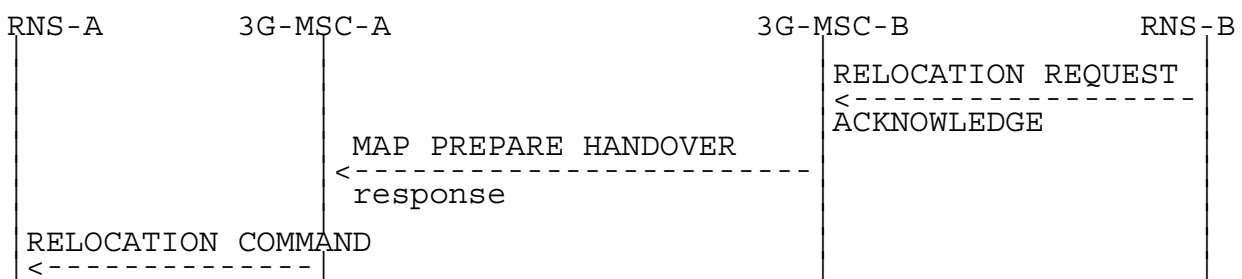 RNS-A 3G-MSC-A 3G-MSC-B RNS-B
RELOCATION REQUEST
ACKNOWLEDGE
MAP PREPARE HANDOVER
response
RELOCATION COMMAND